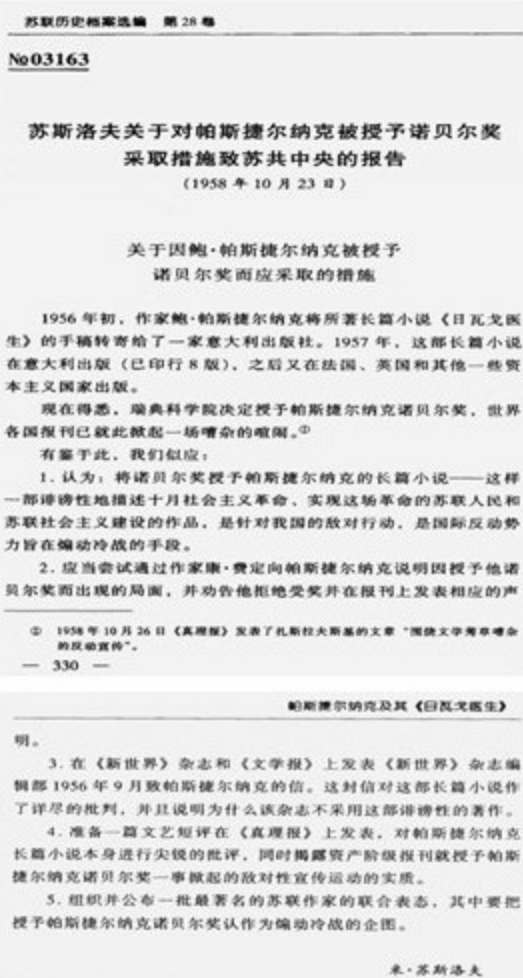 苏联历史档案选编 第28卷
№03163
苏斯洛夫关于对帕斯捷尔纳克被授予诺贝尔奖
采取措施致苏共中央的报告
（1958年10月23日）
关于因鲍·帕斯捷尔纳克被授予
诺贝尔奖而应采取的措施
1956年初，作家鲍·帕斯捷尔纳克将所著长篇小说《日瓦戈医
生》的手稿转寄给了一家意大利出版社。1957年，这部长篇小说
在意大利出版（已印行8版），之后又在法国、英国和其他一些资
本主义国家出版。
现在得悉，瑞典科学院决定授予帕斯捷尔纳克诺贝尔奖，世界
各国报刊已就此掀起一场嘈杂的喧闹。①
有鉴于此，我们似应：
1．认为：将诺贝尔奖授予帕斯捷尔纳克的长篇小说——这样
一部诽谤性地描述十月社会主义革命、实现这场革命的苏联人民和
苏联社会主义建设的作品，是针对我国的敌对行动，是国际反动势
力旨在煽动冷战的手段。
2．应当尝试通过作家康·费定向帕斯捷尔纳克说明因授予他诺
贝尔奖而出现的局面，并劝告他拒绝受奖并在报刊上发表相应的声
① 1958年10月26日《真理报》发表了扎斯拉夫斯基的文章“围绕文学莠草嘈杂
的反动宣传”。
— 330 —
帕斯捷尔纳克及其《日瓦戈医生》
明。
3．在《新世界》杂志和《文学报》上发表《新世界》杂志编
辑部1956年9月致帕斯捷尔纳克的信。这封信对这部长篇小说作
了详尽的批判，并且说明为什么该杂志不采用这部诽谤性的著作。
4．准备一篇文艺短评在《真理报》上发表，对帕斯捷尔纳克
长篇小说本身进行尖锐的批评，同时揭露资产阶级报刊就授予帕斯
捷尔纳克诺贝尔奖一事掀起的敌对性宣传运动的实质。
5．组织并公布一批最著名的苏联作家的联合表态，其中要把
授予帕斯捷尔纳克诺贝尔奖认作为煽动冷战的企图。
米·苏斯洛夫